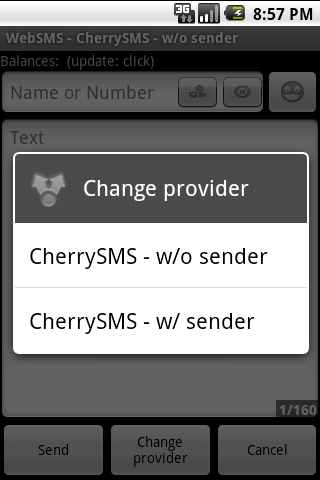 3G 8:57 PM
WebSMS - CherrySMS - w/o sender
Balances: (update: click)
Name or Number
Text
Change provider
CherrySMS - w/o sender
CherrySMS - w/ sender
1/160
Send
Change
provider
Cancel